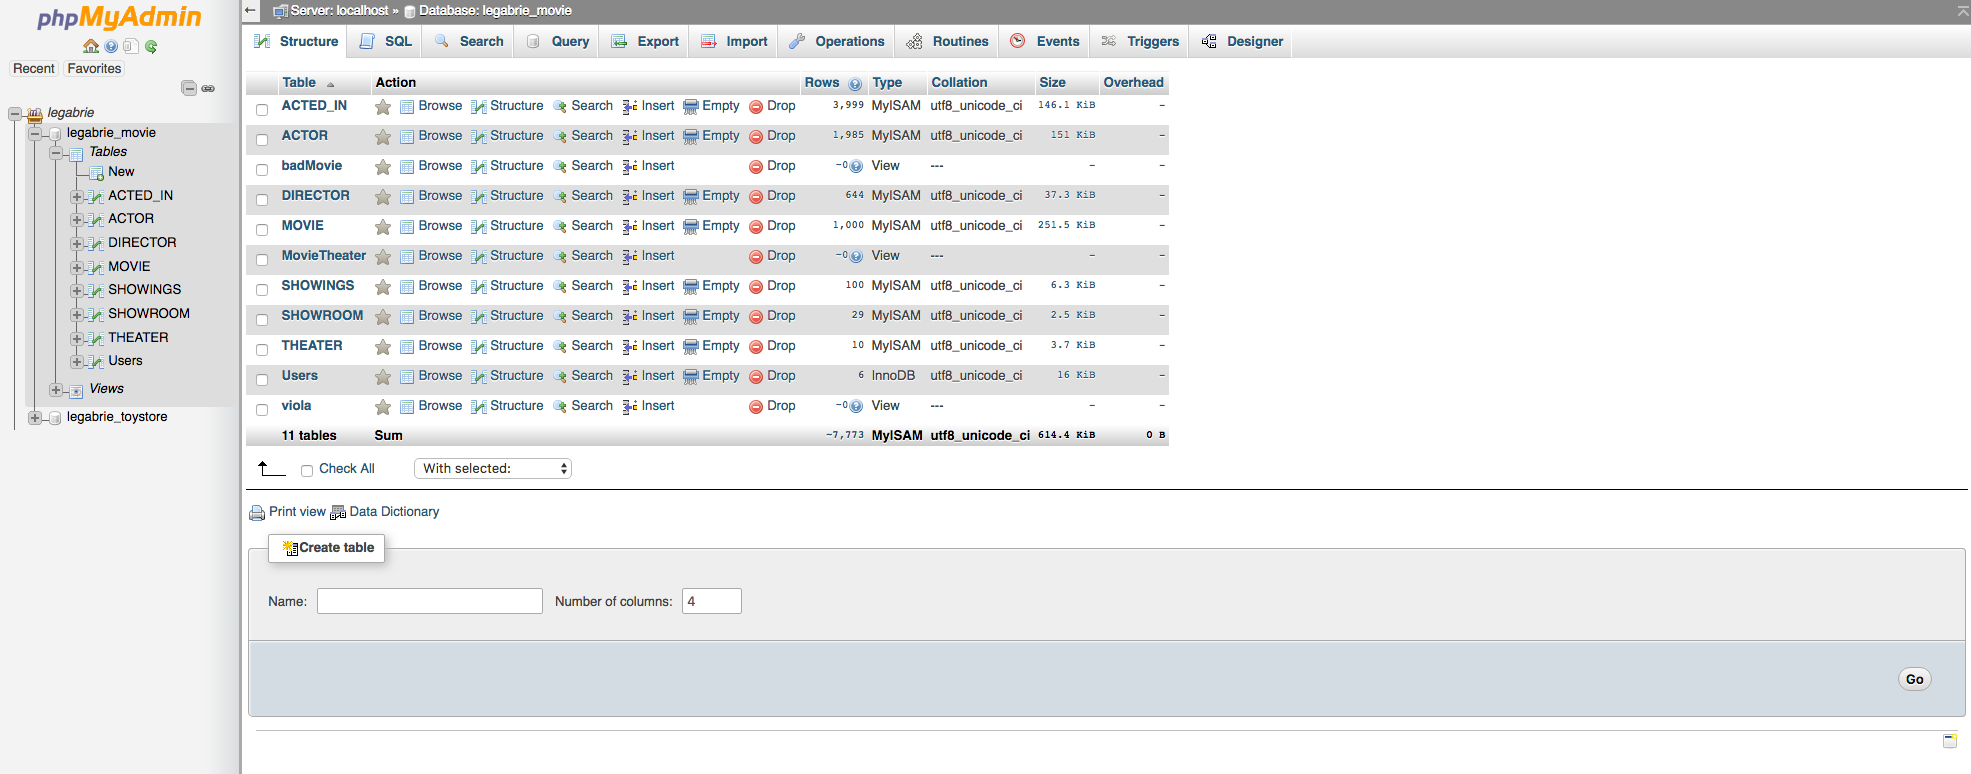 phpMyAdmin
Recent Favorites
legabrie
legabrie_movie
Tables
New
ACTED_IN
ACTOR
DIRECTOR
MOVIE
SHOWINGS
SHOWROOM
THEATER
Users
Views
legabrie_toystore
Server: localhost » Database: legabrie_movie
Structure SQL Search Query Export Import Operations Routines Events Triggers Designer
Table Action Rows Type Collation Size Overhead
ACTED_IN Browse Structure Search Insert Empty Drop 3,999 MyISAM utf8_unicode_ci 146.1 KiB -
ACTOR Browse Structure Search Insert Empty Drop 1,985 MyISAM utf8_unicode_ci 151 KiB -
badMovie Browse Structure Search Insert Drop ~0 View --- - -
DIRECTOR Browse Structure Search Insert Empty Drop 644 MyISAM utf8_unicode_ci 37.3 KiB -
MOVIE Browse Structure Search Insert Empty Drop 1,000 MyISAM utf8_unicode_ci 251.5 KiB -
MovieTheater Browse Structure Search Insert Drop ~0 View --- - -
SHOWINGS Browse Structure Search Insert Empty Drop 100 MyISAM utf8_unicode_ci 6.3 KiB -
SHOWROOM Browse Structure Search Insert Empty Drop 29 MyISAM utf8_unicode_ci 2.5 KiB -
THEATER Browse Structure Search Insert Empty Drop 10 MyISAM utf8_unicode_ci 3.7 KiB -
Users Browse Structure Search Insert Empty Drop 6 InnoDB utf8_unicode_ci 16 KiB -
viola Browse Structure Search Insert Drop ~0 View --- - -
11 tables Sum ~7,773 MyISAM utf8_unicode_ci 614.4 KiB 0 B
Check All With selected:
Print view Data Dictionary
Create table
Name: Number of columns: 4
Go